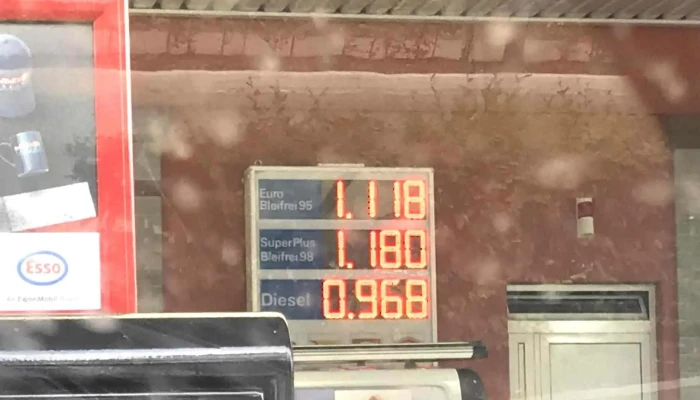 Euro
Bleifrei 95
1.118
SuperPlus
Bleifrei 98
1.180
Diesel
0.968
Esso